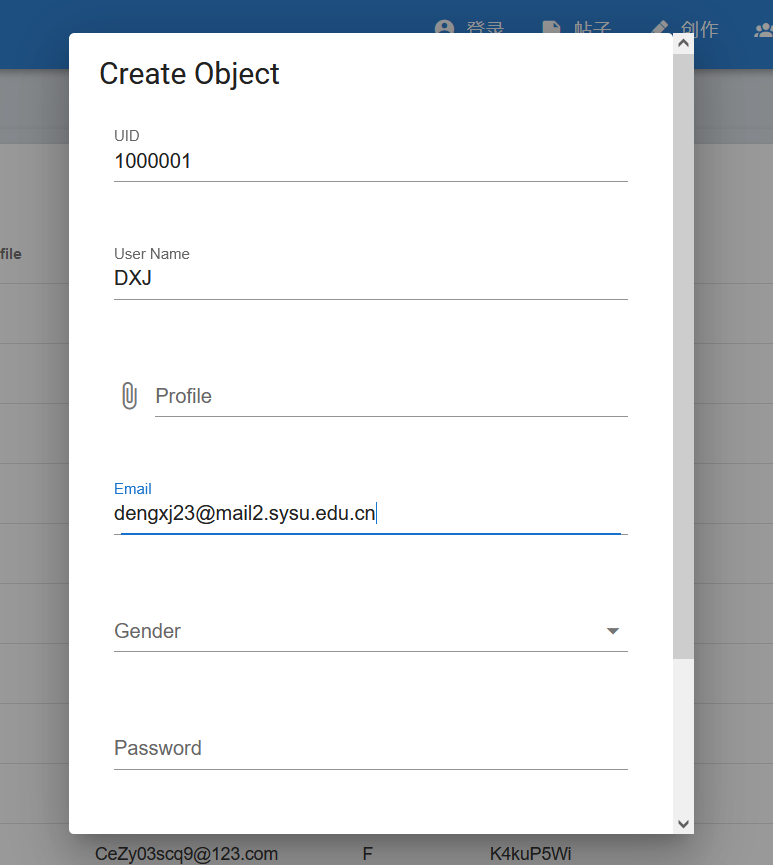 登录 帖子 创作
Create Object
UID
1000001
file
User Name
DXJ
Profile
Email
dengxj23@mail2.sysu.edu.cn
Gender
Password
CeZy03scq9@123.com F K4kuP5Wi